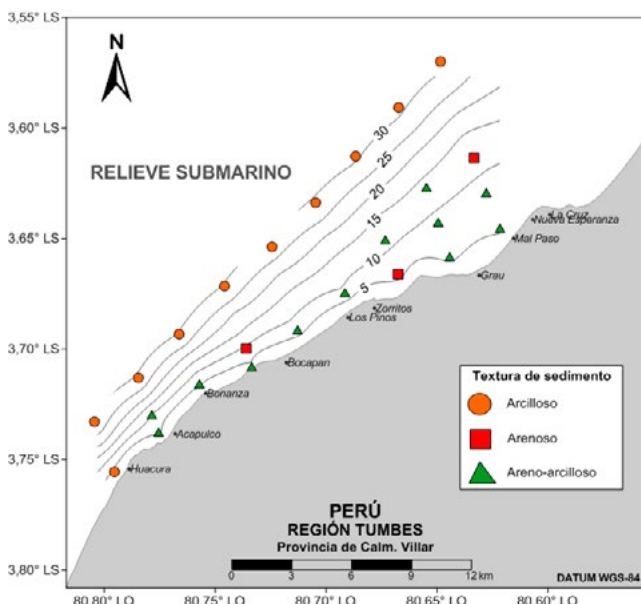 3,55° LS
N
3,60° LS
RELIEVE SUBMARINO
30
25
20
15
10
5
La Cruz
Nueva Esperanza
Mal Paso
3,65° LS
Grau
Zorritos
Los Pinos
3,70° LS
Bocapan
Bonanza
Acapulco
3,75° LS
Huacura
Textura de sedimento
Arcilloso
Arenoso
Areno-arcilloso
PERÚ
REGIÓN TUMBES
Provincia de Calm. Villar
0 3 6 9 12 km
3,80° LS
DATUM WGS-84
80,80° LO 80,75° LO 80,70° LO 80,65° LO 80,60° LO